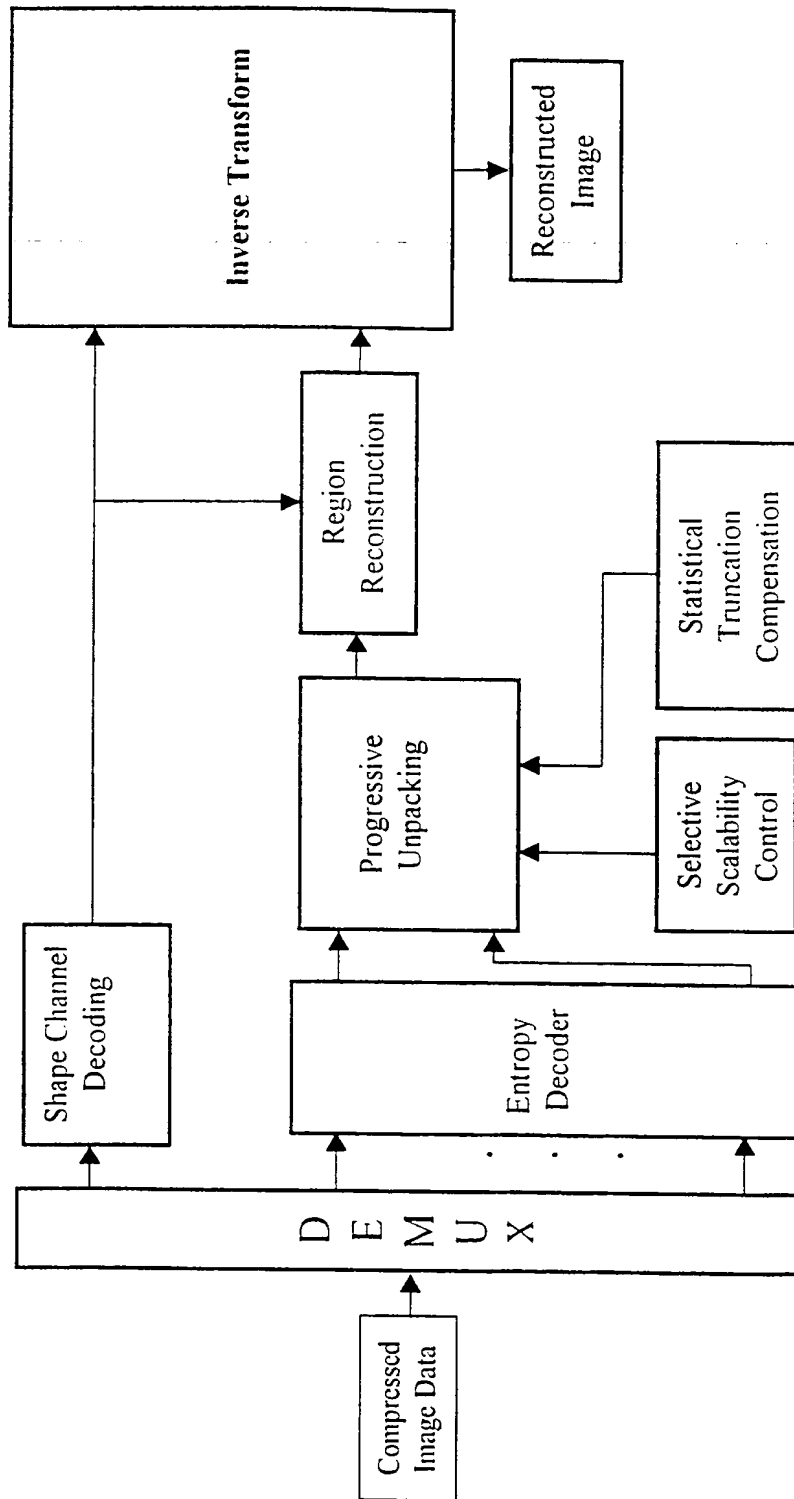 Compressed
Image Data
D
E
M
U
X
Shape Channel
Decoding
Entropy
Decoder
Progressive
Unpacking
Selective
Scalability
Control
Statistical
Truncation
Compensation
Region
Reconstruction
Inverse Transform
Reconstructed
Image